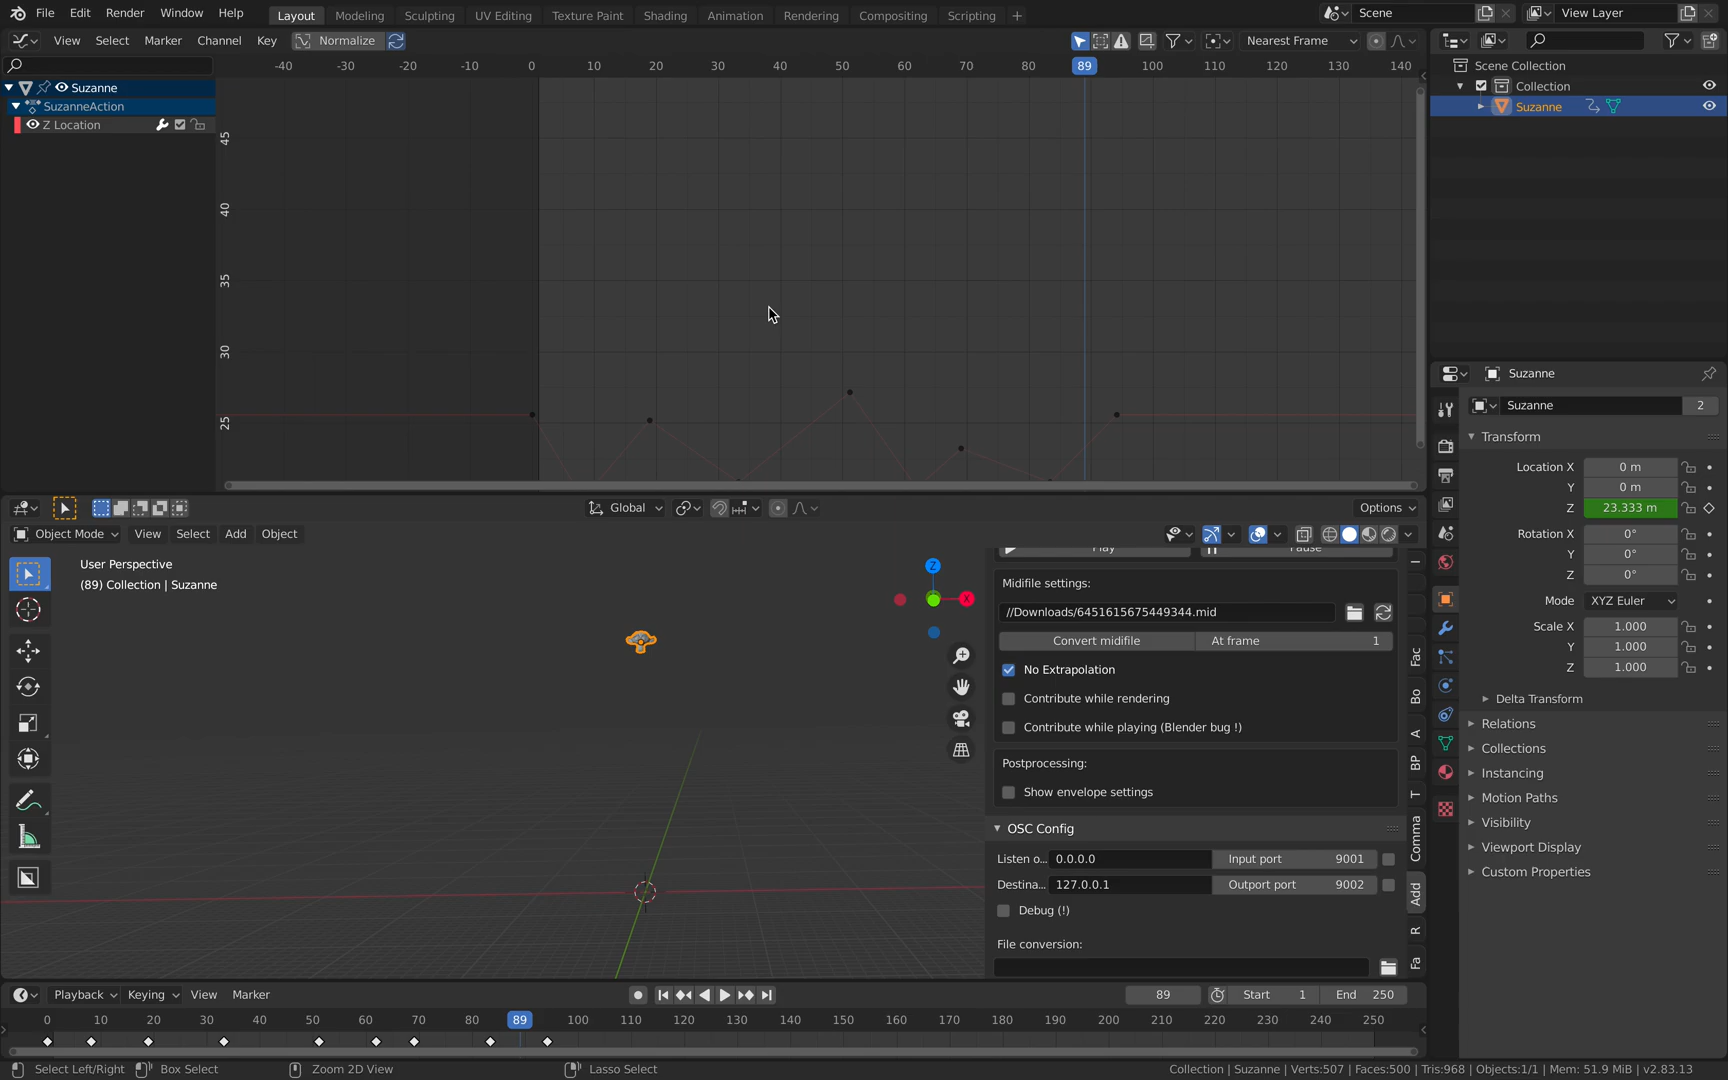 File Edit Render Window Help Layout Modeling Sculpting UV Editing Texture Paint Shading Animation Rendering Compositing Scripting + Scene View Layer
View Select Marker Channel Key Normalize Nearest Frame
-40 -30 -20 -10 0 10 20 30 40 50 60 70 80 89 100 110 120 130 140
Scene Collection
Suzanne
Collection
SuzanneAction
Suzanne
Z Location
45
40
35
30
25
Suzanne
Suzanne 2
Transform
Location X 0 m
Y 0 m
Z 23.333 m
Rotation X 0°
Y 0°
Z 0°
Mode XYZ Euler
Scale X 1.000
Y 1.000
Z 1.000
Delta Transform
Relations
Collections
Instancing
Motion Paths
Visibility
Viewport Display
Custom Properties
Global Options
Object Mode View Select Add Object
User Perspective
(89) Collection | Suzanne
Z
X
Play Pause
Midifile settings:
//Downloads/6451615675449344.mid
Convert midifile At frame 1
No Extrapolation
Contribute while rendering
Contribute while playing (Blender bug !)
Postprocessing:
Show envelope settings
OSC Config
Listen o... 0.0.0.0 Input port 9001
Destina... 127.0.0.1 Outport port 9002
Debug (!)
File conversion:
Fac
Bo
A
BP
T
Comma
Add
R
Fa
Playback Keying View Marker 89 Start 1 End 250
0 10 20 30 40 50 60 70 80 89 100 110 120 130 140 150 160 170 180 190 200 210 220 230 240 250
Select Left/Right Box Select Zoom 2D View Lasso Select Collection | Suzanne | Verts:507 | Faces:500 | Tris:968 | Objects:1/1 | Mem: 51.9 MiB | v2.83.13